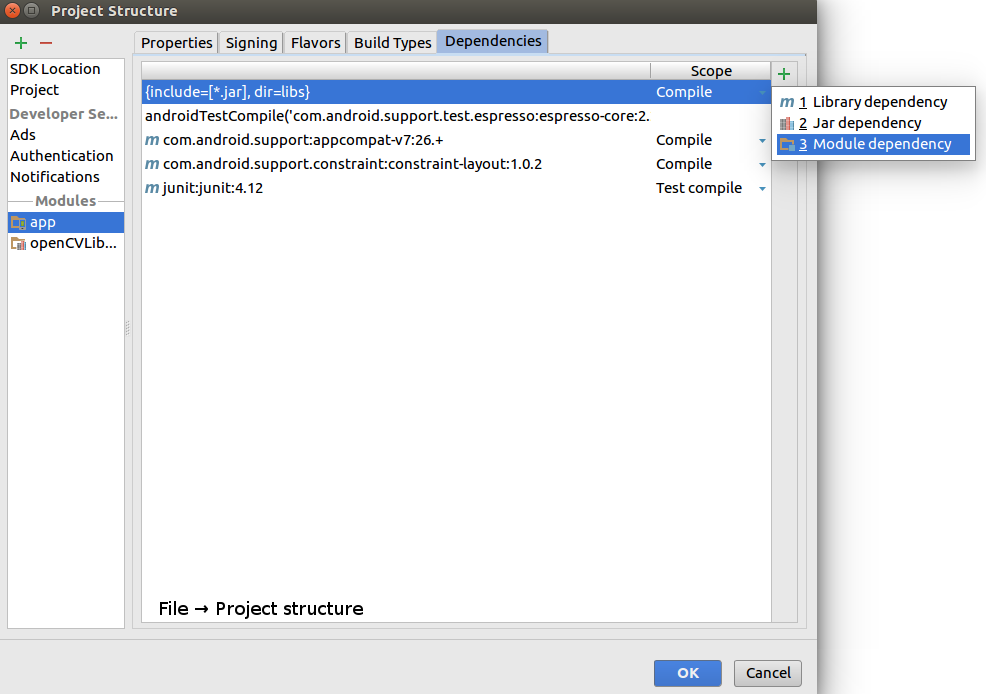 Project Structure
Properties Signing Flavors Build Types Dependencies
SDK Location
Project
Developer Se...
Ads
Authentication
Notifications
Modules
app
openCVLib...
Scope
{include=[*.jar], dir=libs} Compile
androidTestCompile('com.android.support.test.espresso:espresso-core:2.
m com.android.support:appcompat-v7:26.+ Compile
m com.android.support.constraint:constraint-layout:1.0.2 Compile
m junit:junit:4.12 Test compile
m 1 Library dependency
2 Jar dependency
3 Module dependency
File → Project structure
OK Cancel